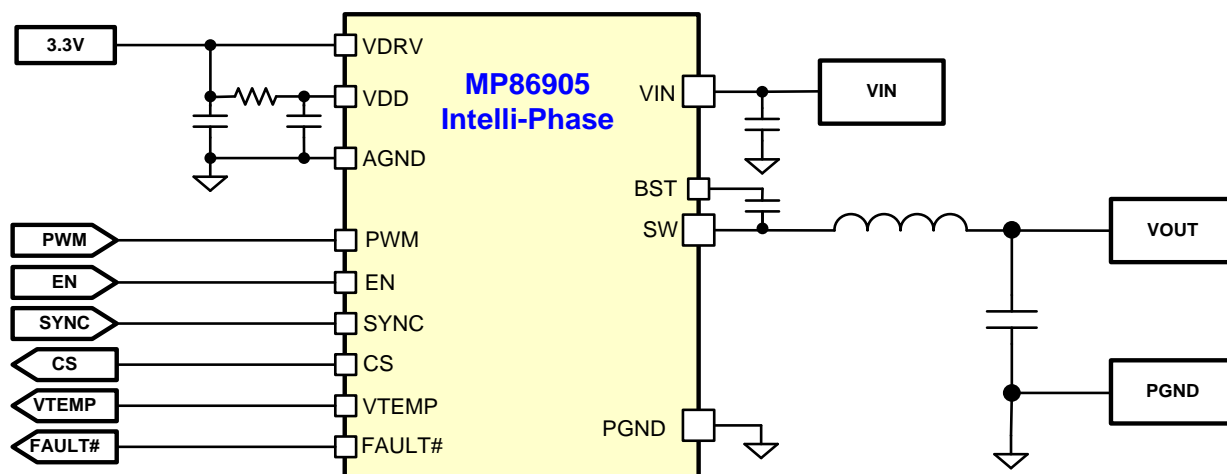 3.3V
VDRV
VDD
AGND
MP86905
Intelli-Phase
VIN
VIN
BST
SW
VOUT
PWM
PWM
EN
EN
SYNC
SYNC
CS
CS
VTEMP
VTEMP
FAULT#
FAULT#
PGND
PGND